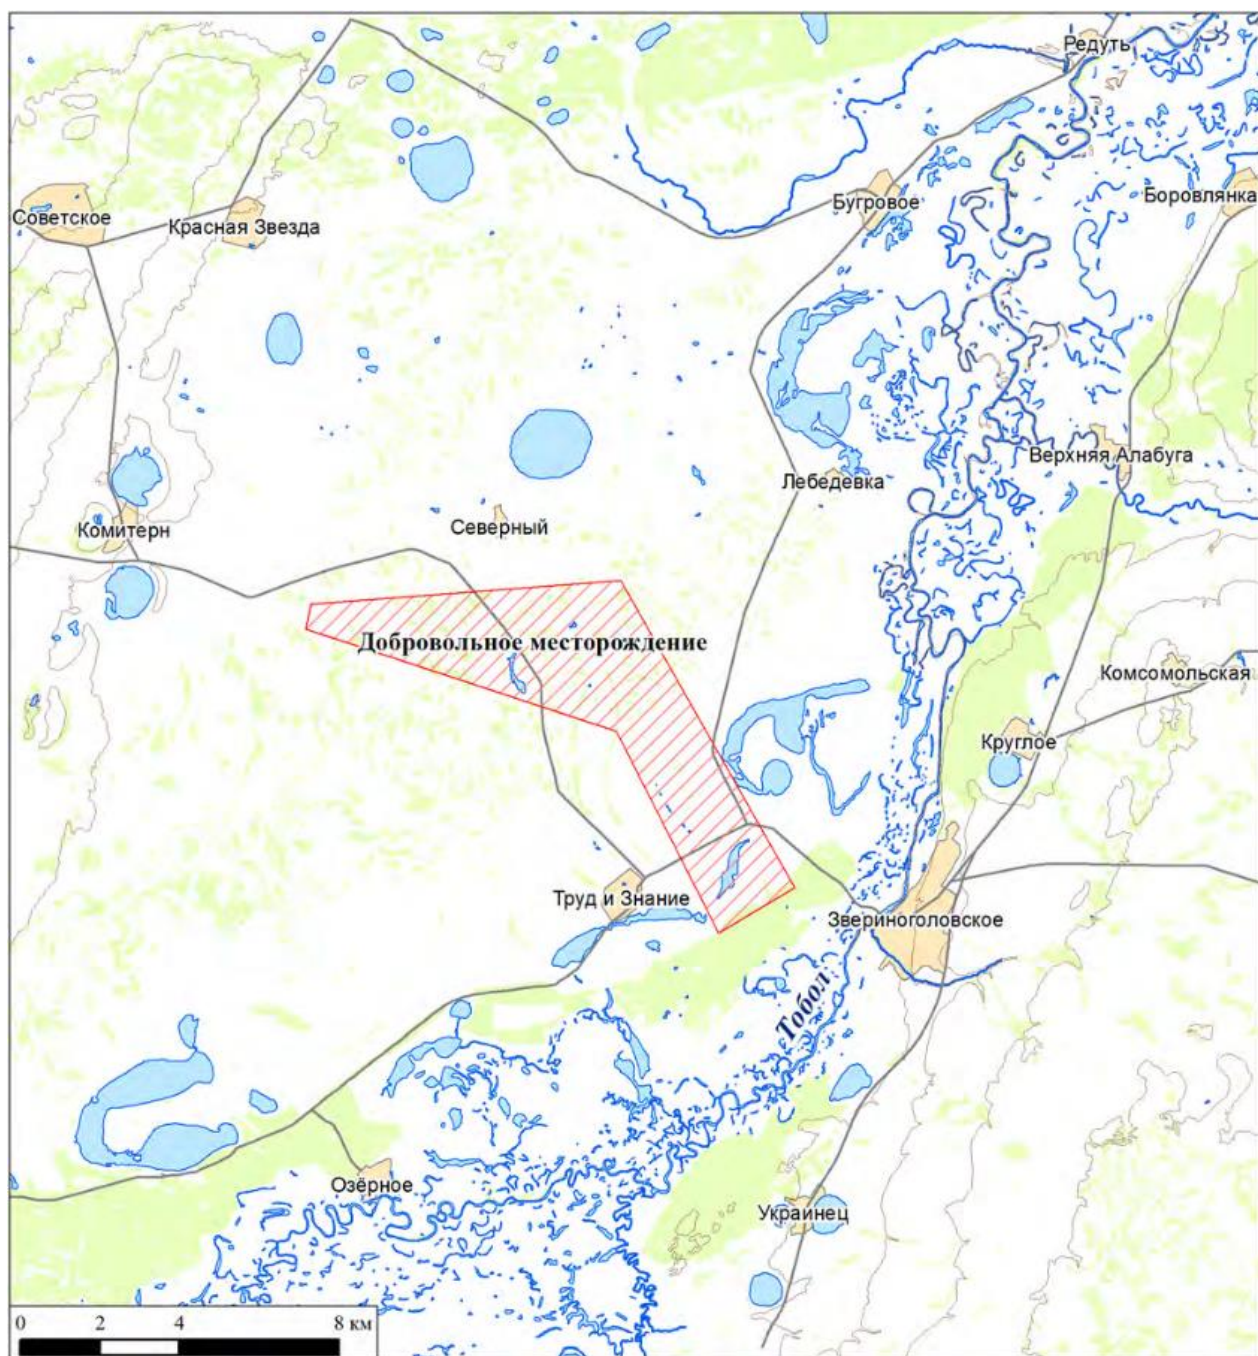 Редуть
Боровлянка
Бугровое
Советское
Красная Звезда
Верхняя Алабуга
Лебедевка
Северный
Комитерн
Добровольное месторождение
Комсомольская
Круглое
Труд и Знание
Звериноголовское
Тобол
Озёрное
Украинец
0 2 4 8 км